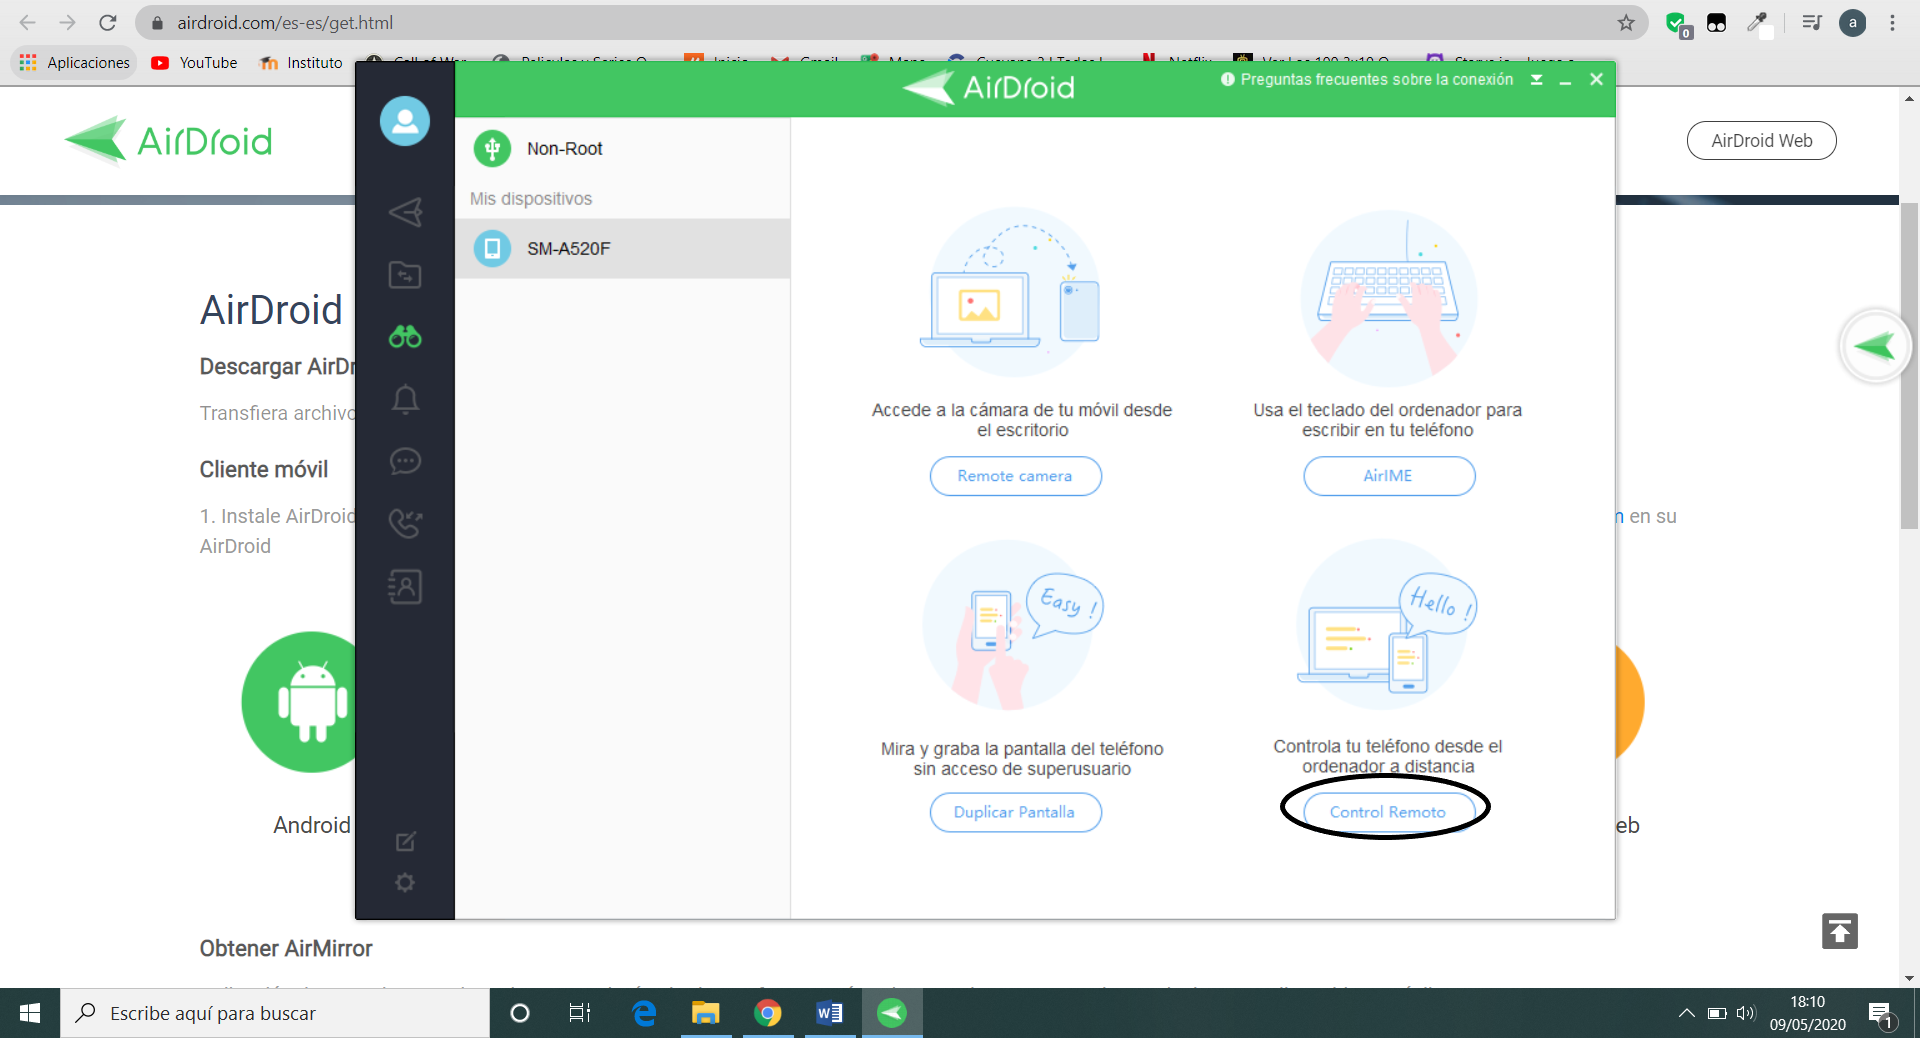 airdroid.com/es-es/get.html
0
a
Aplicaciones
YouTube
Instituto
AirDroid
Preguntas frecuentes sobre la conexión
AirDroid
AirDroid Web
Non-Root
Mis dispositivos
SM-A520F
AirDroid
Descargar AirDr
Transfiera archivo
Cliente móvil
1. Instale AirDroid
en su
AirDroid
Android
eb
Accede a la cámara de tu móvil desde
el escritorio
Remote camera
Usa el teclado del ordenador para
escribir en tu teléfono
AirIME
Easy !
Mira y graba la pantalla del teléfono
sin acceso de superusuario
Duplicar Pantalla
Hello !
Controla tu teléfono desde el
ordenador a distancia
Control Remoto
Obtener AirMirror
Escribe aquí para buscar
18:10
09/05/2020
1